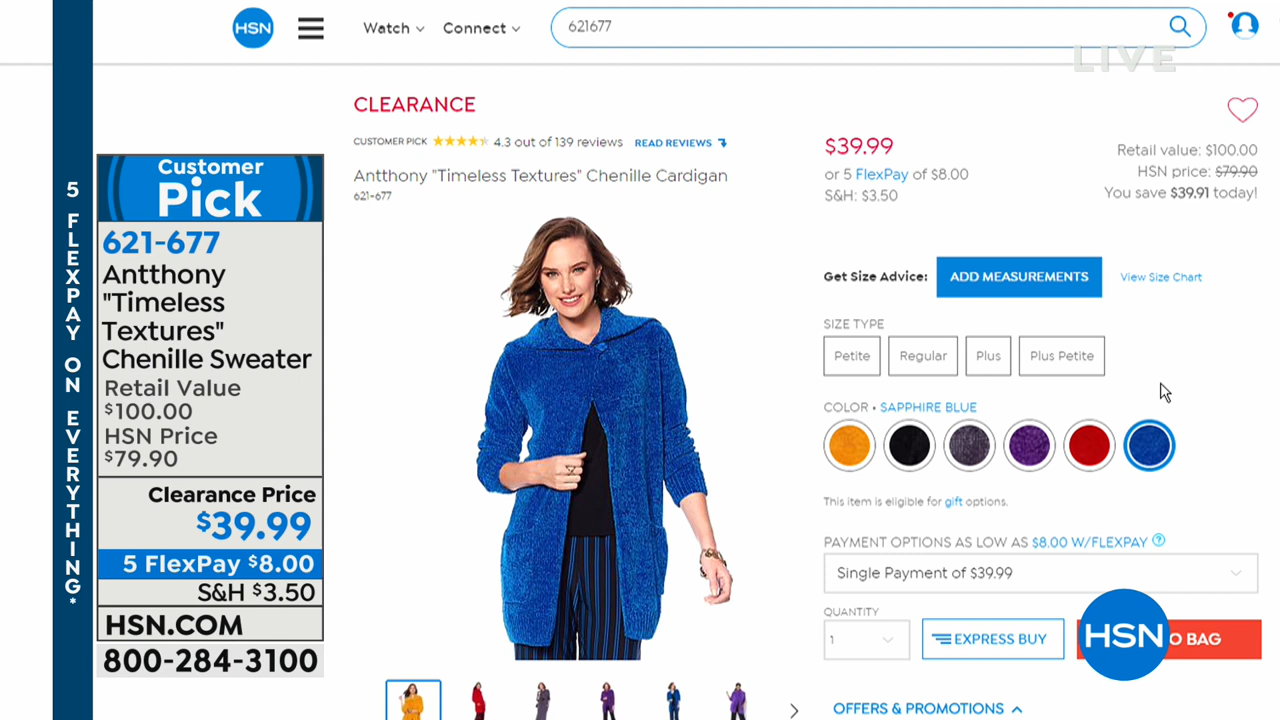 HSN
Watch
Connect
621677
LIVE
5 FLEXPAY ON EVERYTHING*
Customer
Pick
621-677
Antthony
"Timeless
Textures"
Chenille Sweater
Retail Value
$100.00
HSN Price
$79.90
Clearance Price
$39.99
5 FlexPay $8.00
S&H $3.50
HSN.COM
800-284-3100
CLEARANCE
CUSTOMER PICK 4.3 out of 139 reviews READ REVIEWS
Antthony "Timeless Textures" Chenille Cardigan
621-677
$39.99
or 5 FlexPay of $8.00
S&H: $3.50
Retail value: $100.00
HSN price: $79.90
You save $39.91 today!
Get Size Advice: ADD MEASUREMENTS View Size Chart
SIZE TYPE
Petite Regular Plus Plus Petite
COLOR • SAPPHIRE BLUE
This item is eligible for gift options.
PAYMENT OPTIONS AS LOW AS $8.00 W/FLEXPAY ?
Single Payment of $39.99
QUANTITY
1
EXPRESS BUY
HSN
O BAG
OFFERS & PROMOTIONS